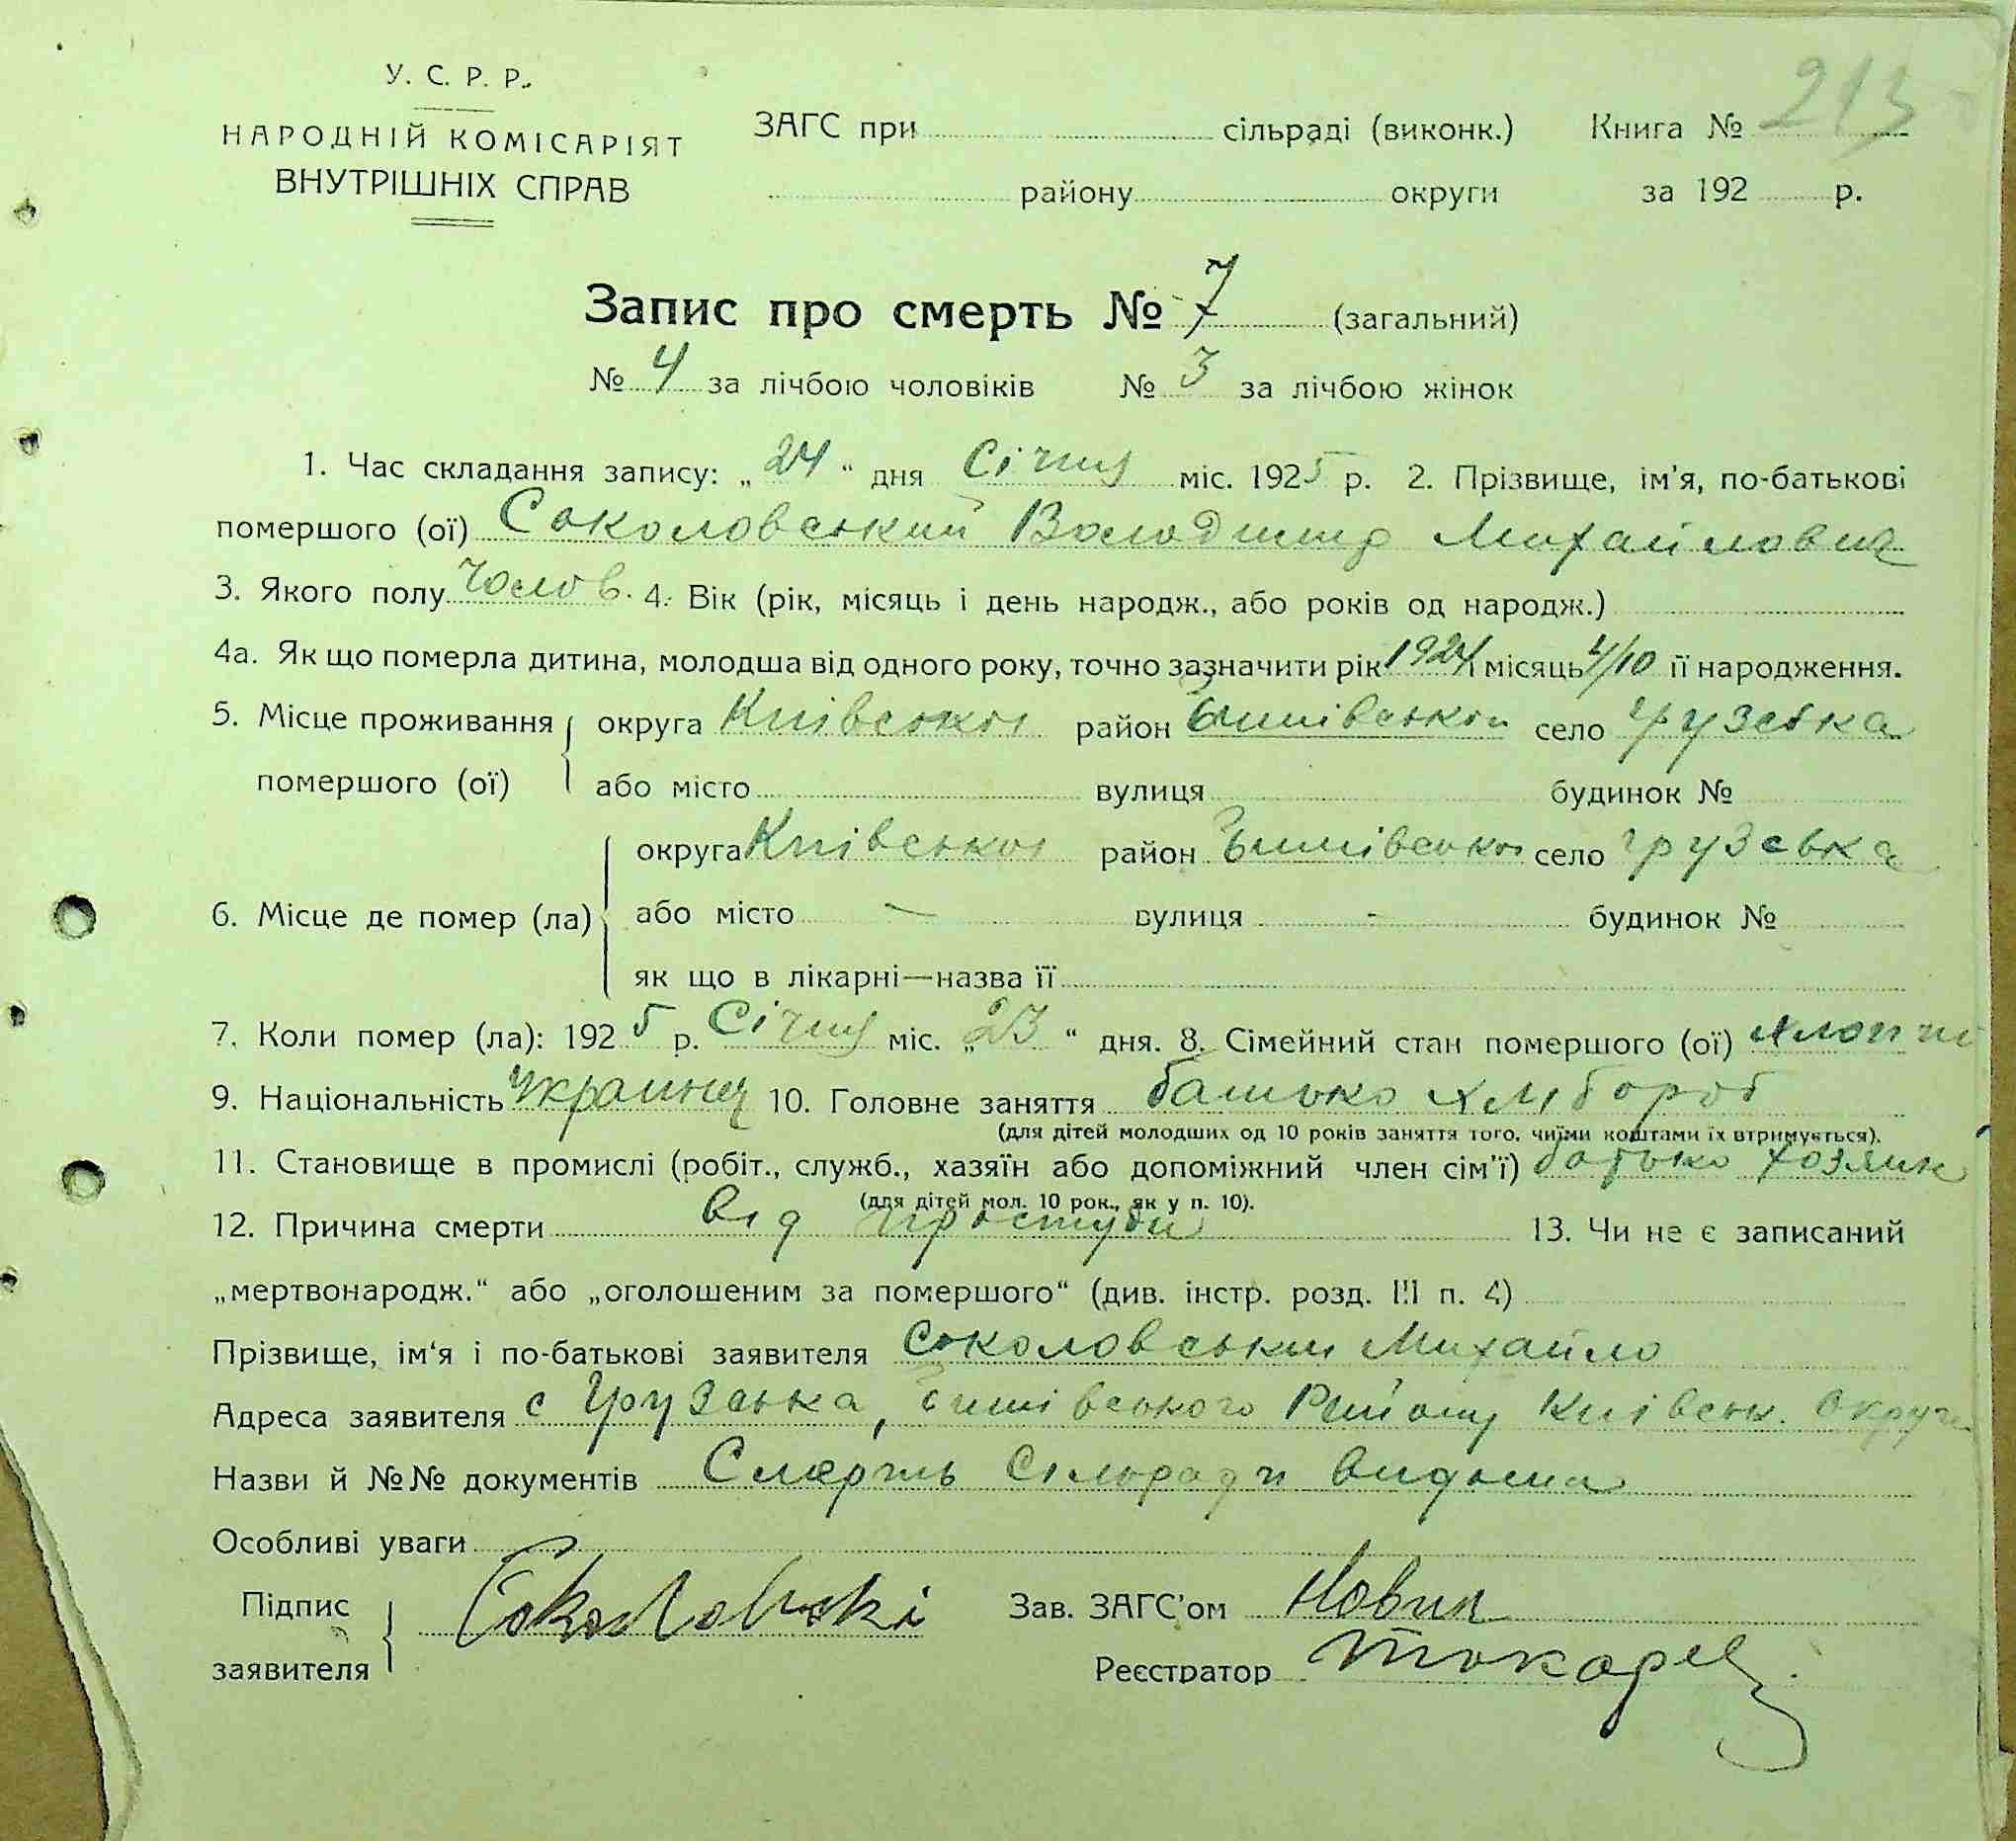 У. С. Р. Р.
НАРОДНІЙ КОМІСАРІЯТ
ВНУТРІШНІХ СПРАВ
ЗАГС при сільраді (виконк.) Книга № 213
району округи за 192 р.
Запис про смерть № 7 (загальний)
№ 4 за лічбою чоловіків № 3 за лічбою жінок
1. Час складання запису: „24“ дня Січня міс. 1925 р. 2. Прізвище, ім'я, по-батькові
помершого (ої) Соколовський Володимир Михайлович
3. Якого полу Чолов. 4. Вік (рік, місяць і день народж., або років од народж.)
4а. Як що померла дитина, молодша від одного року, точно зазначити рік 1924 місяць 4/10 її народження.
5. Місце проживання округа Київської район село Грузська
помершого (ої) або місто вулиця будинок №
округа Київської район село Грузська
6. Місце де помер (ла) або місто - вулиця - будинок №
як що в лікарні—назва її
7. Коли помер (ла): 1925 р. Січня міс. „23“ дня. 8. Сімейний стан помершого (ої)
9. Національність Украинец 10. Головне заняття батько хлібороб
(для дітей молодших од 10 років заняття того, чиїми коштами їх втримується).
11. Становище в промислі (робіт., служб., хазяїн або допоміжний член сім'ї) батько хозяин
(для дітей мол. 10 рок., як у п. 10).
12. Причина смерти від простуди 13. Чи не є записаний
„мертвонародж.“ або „оголошеним за помершого“ (див. інстр. розд. III п. 4)
Прізвище, ім'я і по-батькові заявителя Соколовський Михайло
Адреса заявителя с Грузська, Району Київськ. Округи
Назви й №№ документів Смерть Сільради видома
Особливі уваги
Підпис заявителя Sokolovski Зав. ЗАГС'ом
Реєстратор